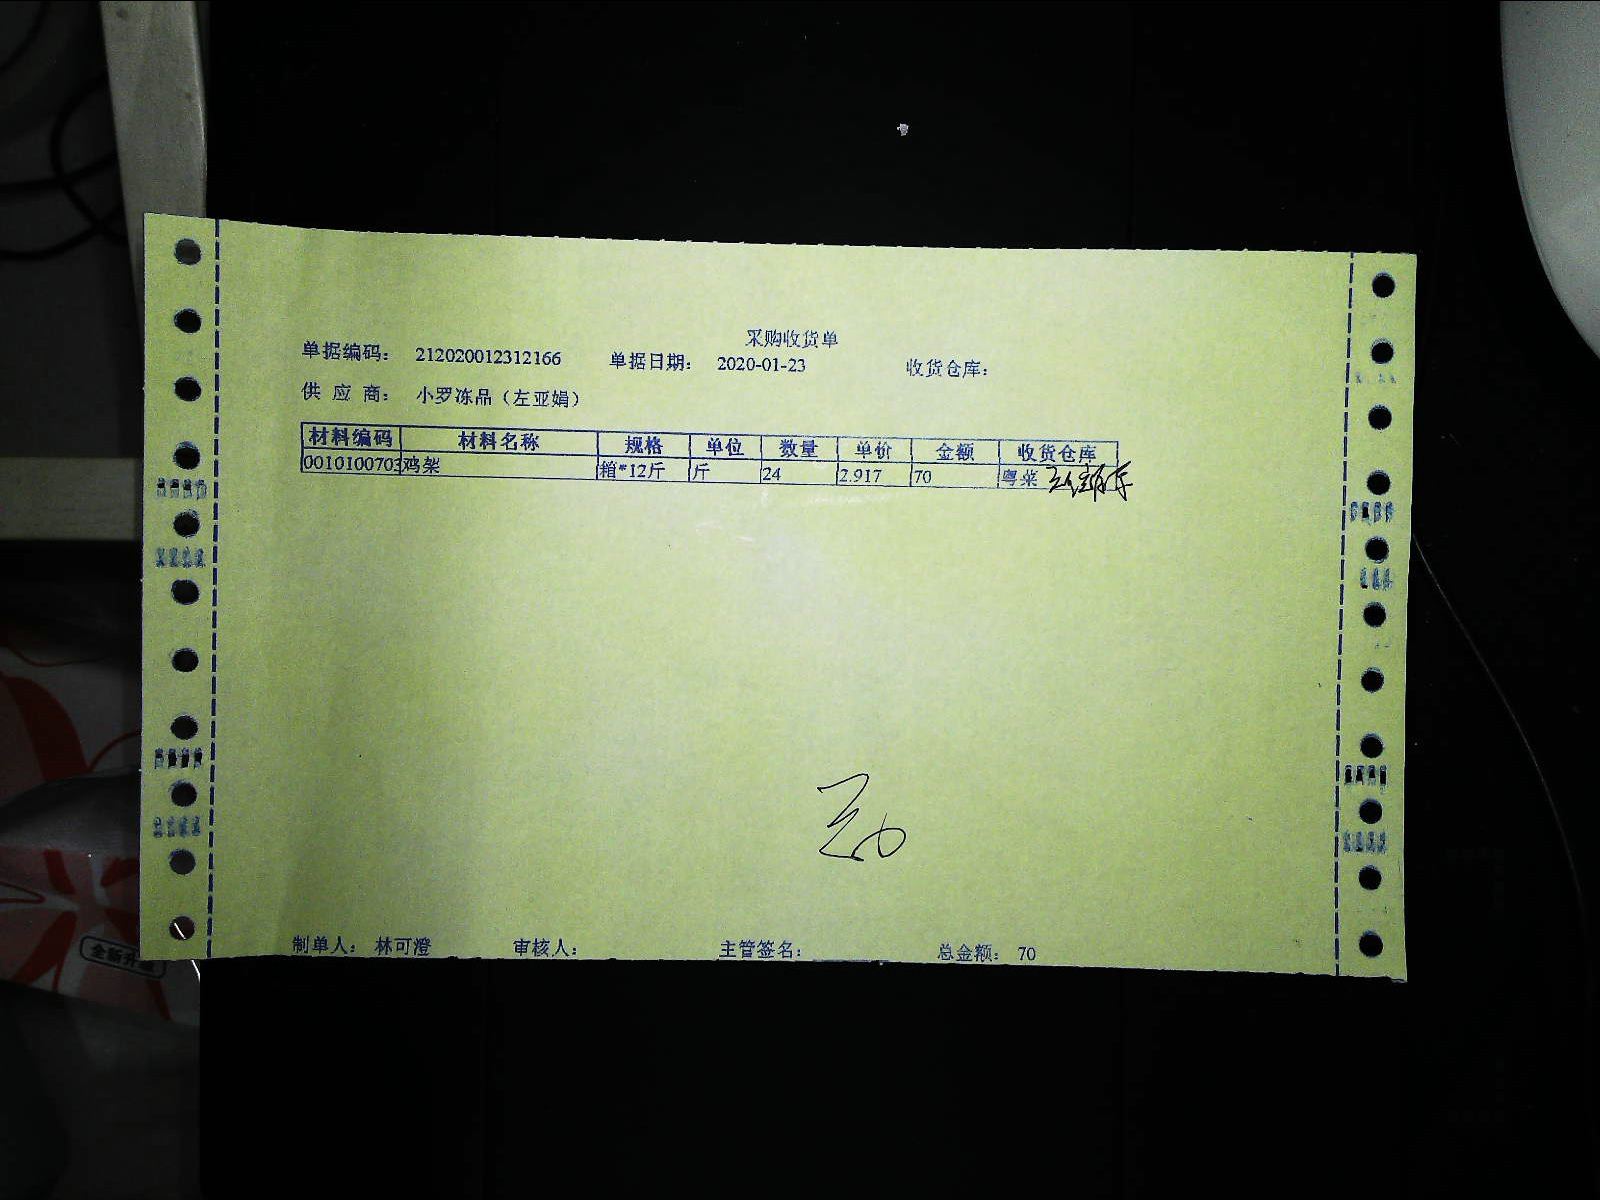 采购收货单
单据编码： 212020012312166 单据日期： 2020-01-23 收货仓库：
供 应 商： 小罗冻品（左亚娟）
材料编码 材料名称 规格 单位 数量 单价 金额 收货仓库
0010100703 鸡架 箱*12斤 斤 24 2.917 70 粤菜
制单人： 林可澄 审核人： 主管签名： 总金额： 70
全新升级